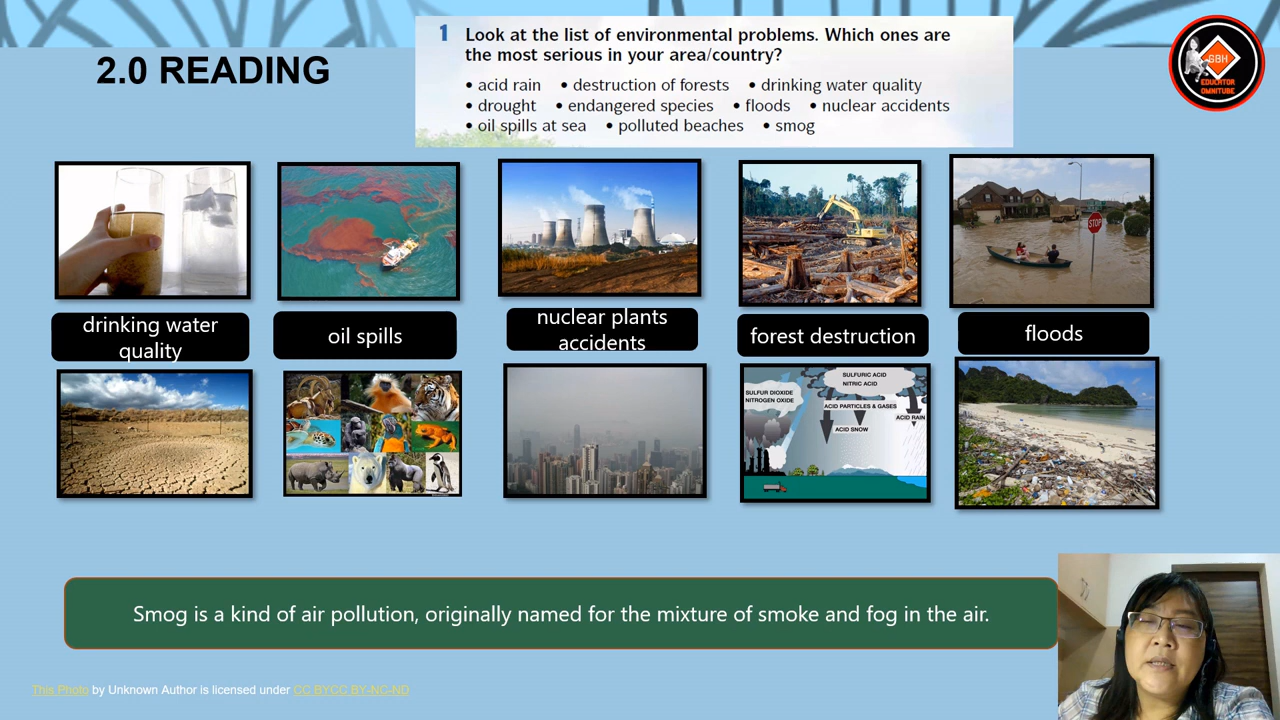 2.0 READING
1 Look at the list of environmental problems. Which ones are
the most serious in your area/country?
• acid rain • destruction of forests • drinking water quality
• drought • endangered species • floods • nuclear accidents
• oil spills at sea • polluted beaches • smog
GBH
EDUCATOR
OMNITUBE
STOP
drinking water
quality
oil spills
nuclear plants
accidents
forest destruction
floods
SULFURIC ACID
NITRIC ACID
SULFUR DIOXIDE
NITROGEN OXIDE
ACID PARTICLES & GASES
ACID RAIN
ACID SNOW
Smog is a kind of air pollution, originally named for the mixture of smoke and fog in the air.
This Photo by Unknown Author is licensed under CC BYCC BY-NC-ND